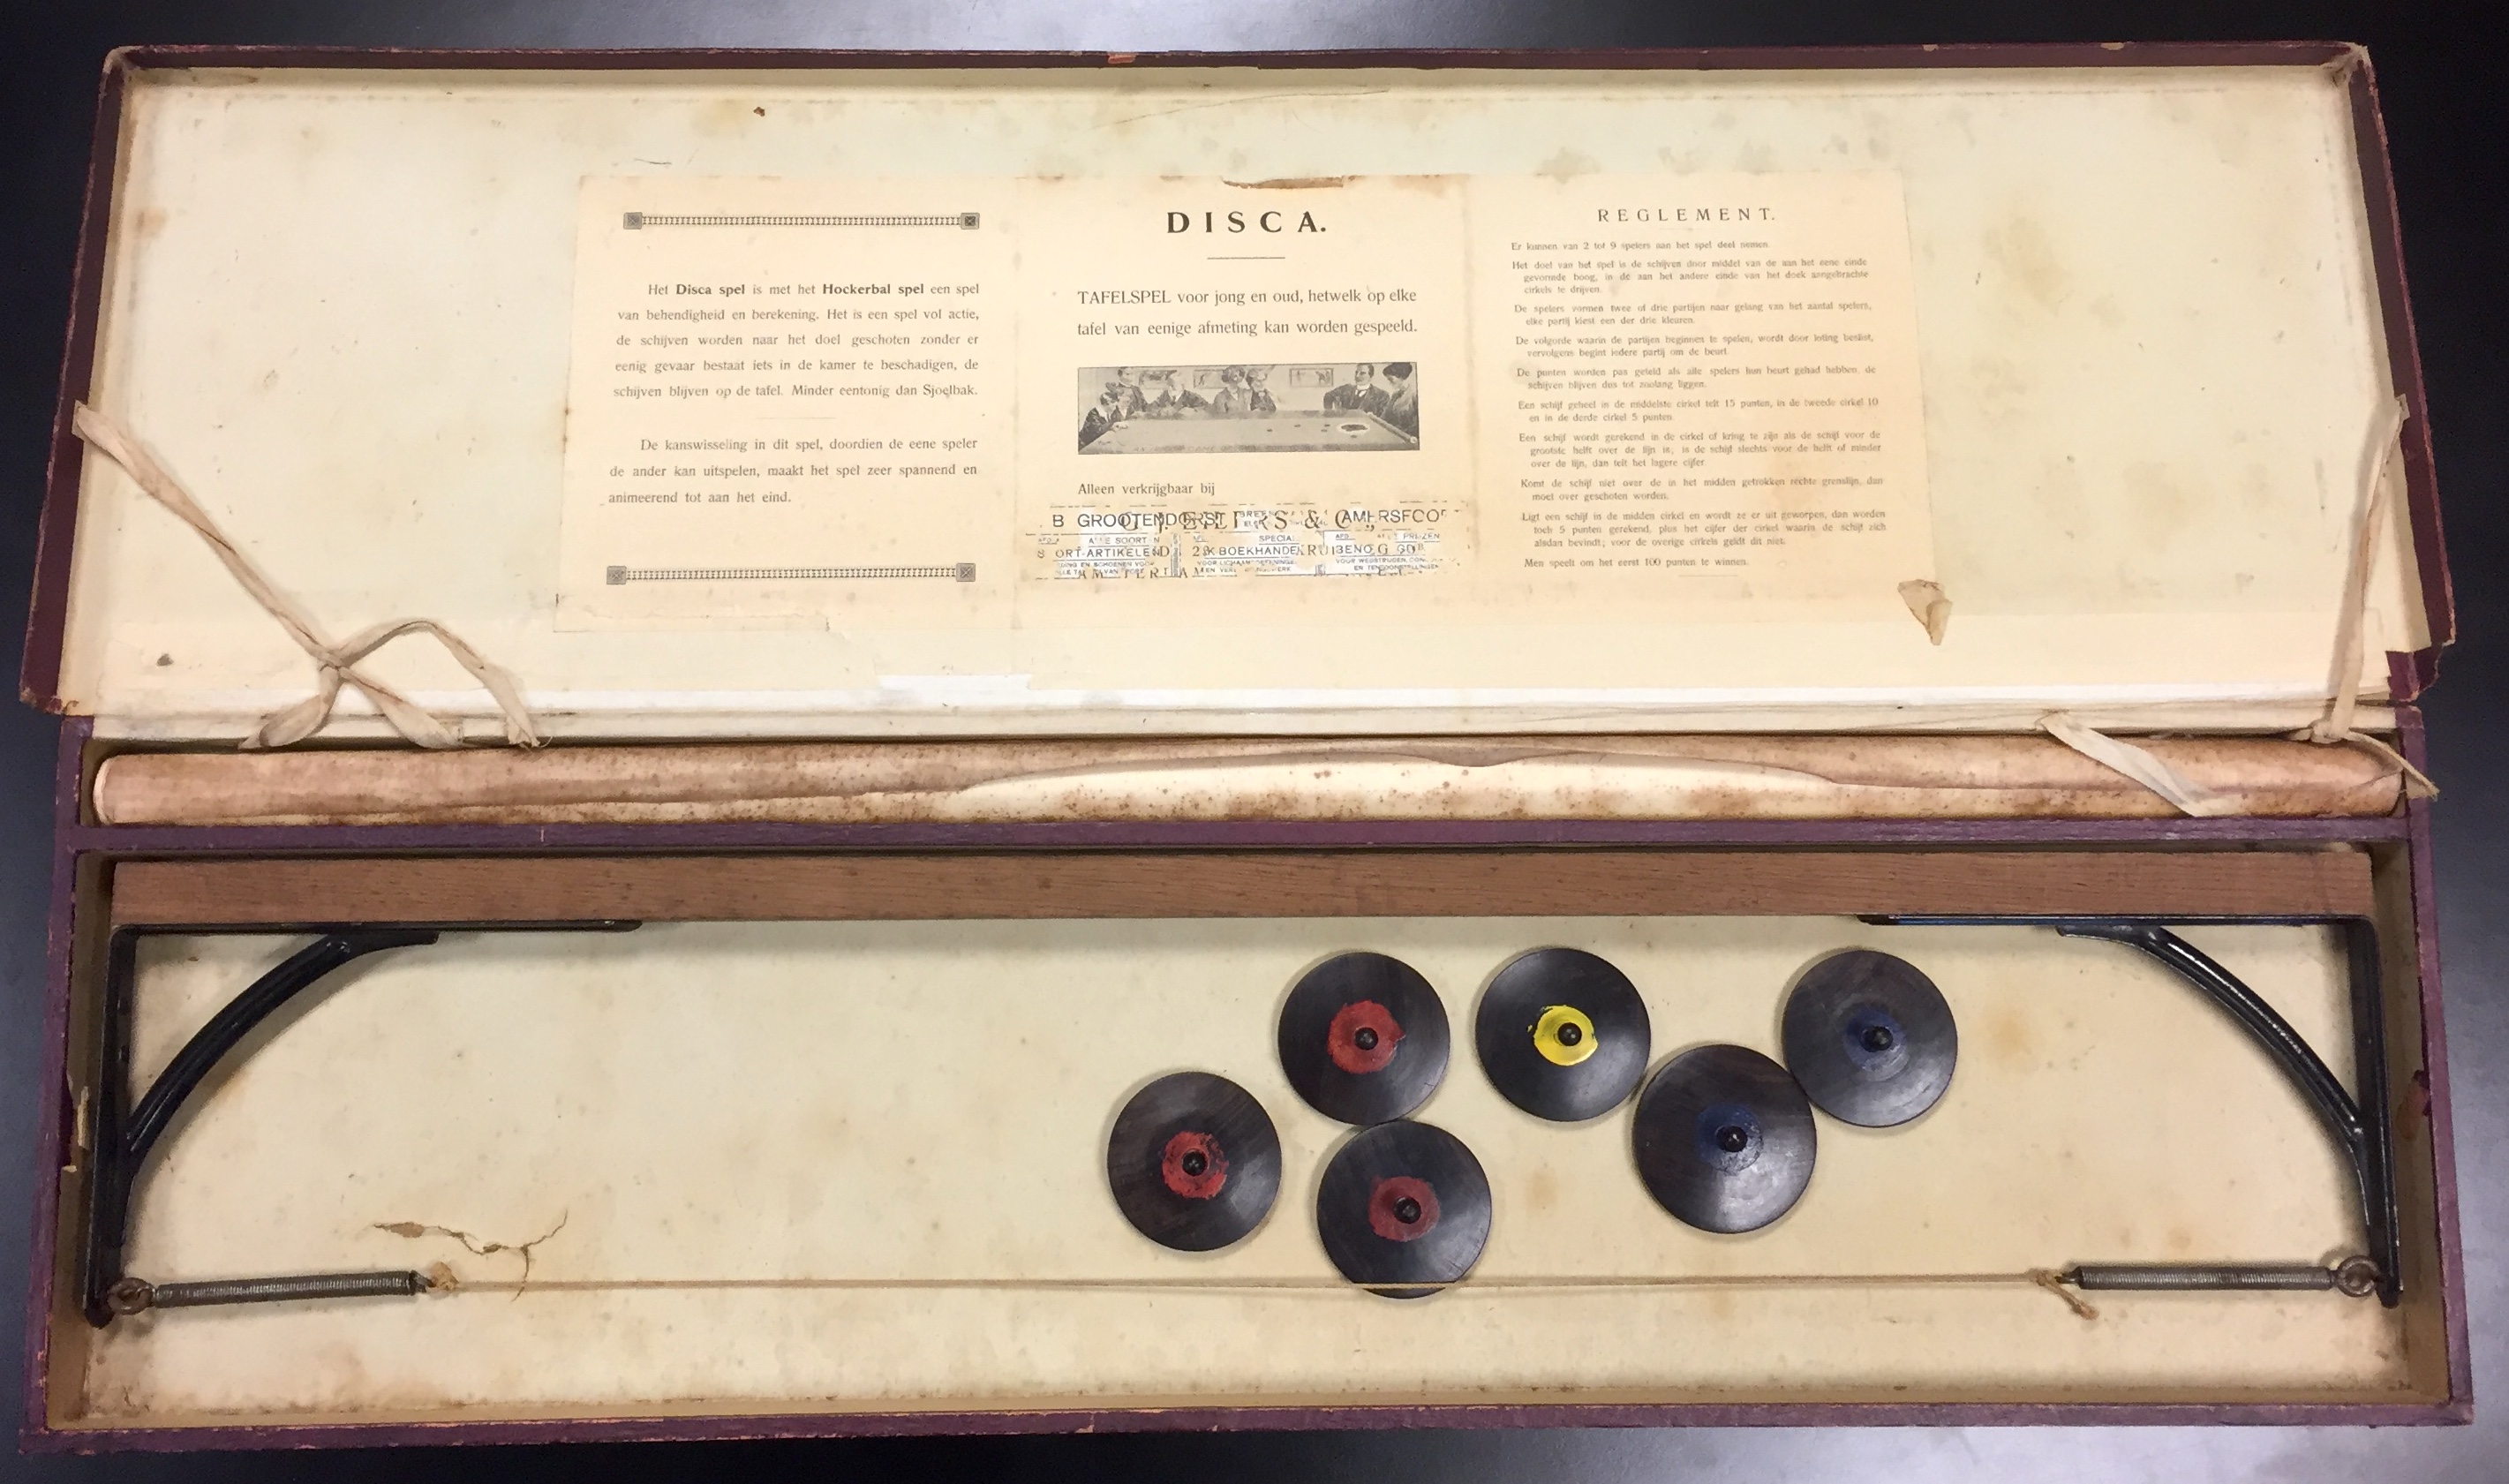 Het Disca spel is met het Hockerbal spel een spel
van behendigheid en berekening. Het is een spel vol actie,
de schijven worden naar het doel geschoten zonder er
eenig gevaar bestaat iets in de kamer te beschadigen, de
schijven blijven op de tafel. Minder eentonig dan Sjoelbak.
De kanswisseling in dit spel, doordien de eene speler
de ander kan uitspelen, maakt het spel zeer spannend en
animeerend tot aan het eind.
DISCA.
TAFELSPEL voor jong en oud, hetwelk op elke
tafel van eenige afmeting kan worden gespeeld.
Alleen verkrijgbaar bij
B GROOTENDORST
SPECIAL
BOEKHANDEL
REGLEMENT.
Er kunnen van 2 tot 9 spelers aan het spel deel nemen.
Het doel van het spel is de schijven door middel van de aan het eene einde
gevormde boog, in de aan het andere einde van het doek aangebrachte
cirkels te drijven.
De spelers vormen twee of drie partijen naar gelang van het aantal spelers,
elke partij kiest een der drie kleuren.
De volgorde waarin de partijen beginnen te spelen, wordt door loting beslist,
vervolgens begint iedere partij om de beurt.
De punten worden pas geteld als alle spelers hun beurt gehad hebben, de
schijven blijven dus tot zoolang liggen.
Een schijf geheel in de middelste cirkel telt 15 punten, in de tweede cirkel 10
en in de derde cirkel 5 punten.
Een schijf wordt gerekend in de cirkel of kring te zijn als de schijf voor de
grootste helft over de lijn is; is de schijf slechts voor de helft of minder
over de lijn, dan telt het lagere cijfer.
Komt de schijf niet over de in het midden getrokken rechte grenslijn, dan
moet over geschoten worden.
Ligt een schijf in de midden cirkel en wordt ze er uit geworpen, dan worden
toch 5 punten gerekend, plus het cijfer der cirkel waarin de schijf zich
alsdan bevindt; voor de overige cirkels geldt dit niet.
Men speelt om het eerst 100 punten te winnen.